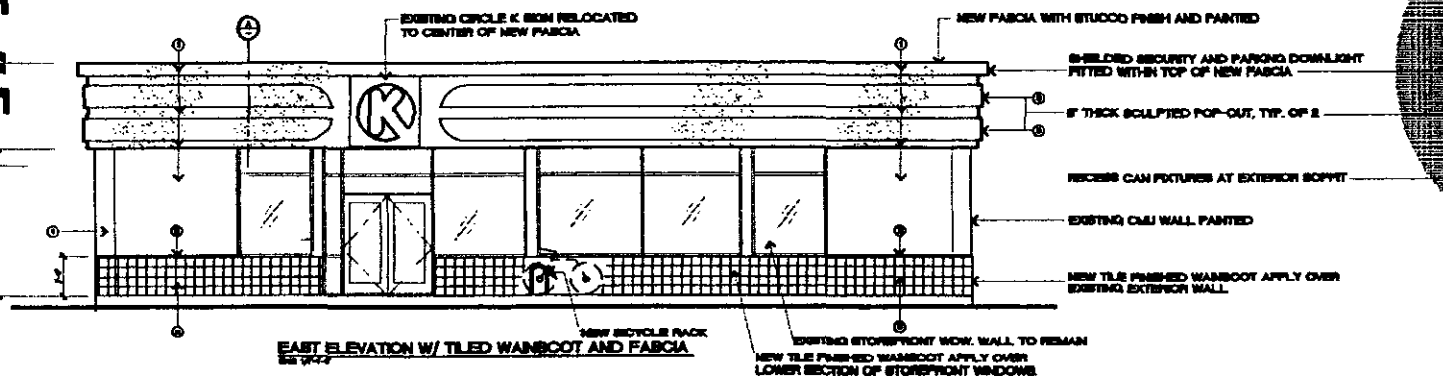 EXISTING CIRCLE K SIGN RELOCATED
TO CENTER OF NEW FASCIA
NEW FASCIA WITH STUCCO FINISH AND PAINTED
SHIELDED SECURITY AND PARKING DOWNLIGHT
FITTED WITHIN TOP OF NEW FASCIA
THICK SCULPTED POP-OUT, TYP. OF 2
RECESS CAN FIXTURES AT EXTERIOR SOFFIT
EXISTING CMU WALL PAINTED
NEW TILE FINISHED WAINSCOT APPLY OVER
EXISTING EXTERIOR WALL
K
NEW BICYCLE RACK
EXISTING STOREFRONT WDW. WALL TO REMAIN
NEW TILE FINISHED WAINSCOT APPLY OVER
LOWER SECTION OF STOREFRONT WINDOWS
EAST ELEVATION W/ TILED WAINSCOT AND FASCIA